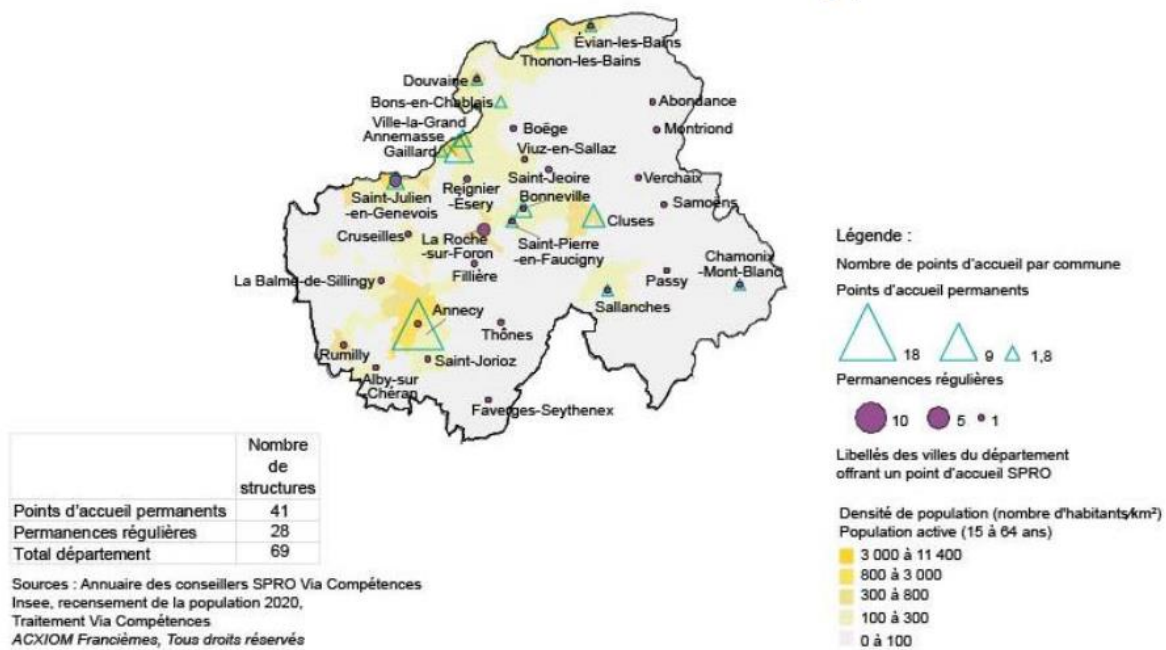 Évian-les-Bains
Thonon-les-Bains
Douvaine
Bons-en-Chablais
Abondance
Ville-la-Grand
Annemasse
Gaillard
Boëge
Montriond
Viuz-en-Sallaz
Saint-Jeoire
Verchaix
Saint-Julien
-en-Genevois
Reignier
-Ésery
Bonneville
Samoëns
Cluses
Cruseilles
La Roche
-sur-Foron
Saint-Pierre
-en-Faucigny
Fillière
Chamonix
-Mont-Blanc
La Balme-de-Sillingy
Passy
Sallanches
Annecy
Thônes
Rumilly
Saint-Jorioz
Alby-sur
-Chéran
Faverges-Seythenex
Légende :
Nombre de points d'accueil par commune
Points d'accueil permanents
18 9 1,8
Permanences régulières
10 5 1
Libellés des villes du département
offrant un point d'accueil SPRO
Densité de population (nombre d'habitants/km²)
Population active (15 à 64 ans)
3 000 à 11 400
800 à 3 000
300 à 800
100 à 300
0 à 100
Nombre
de
structures
Points d'accueil permanents 41
Permanences régulières 28
Total département 69
Sources : Annuaire des conseillers SPRO Via Compétences
Insee, recensement de la population 2020,
Traitement Via Compétences
ACXIOM Francièmes, Tous droits réservés